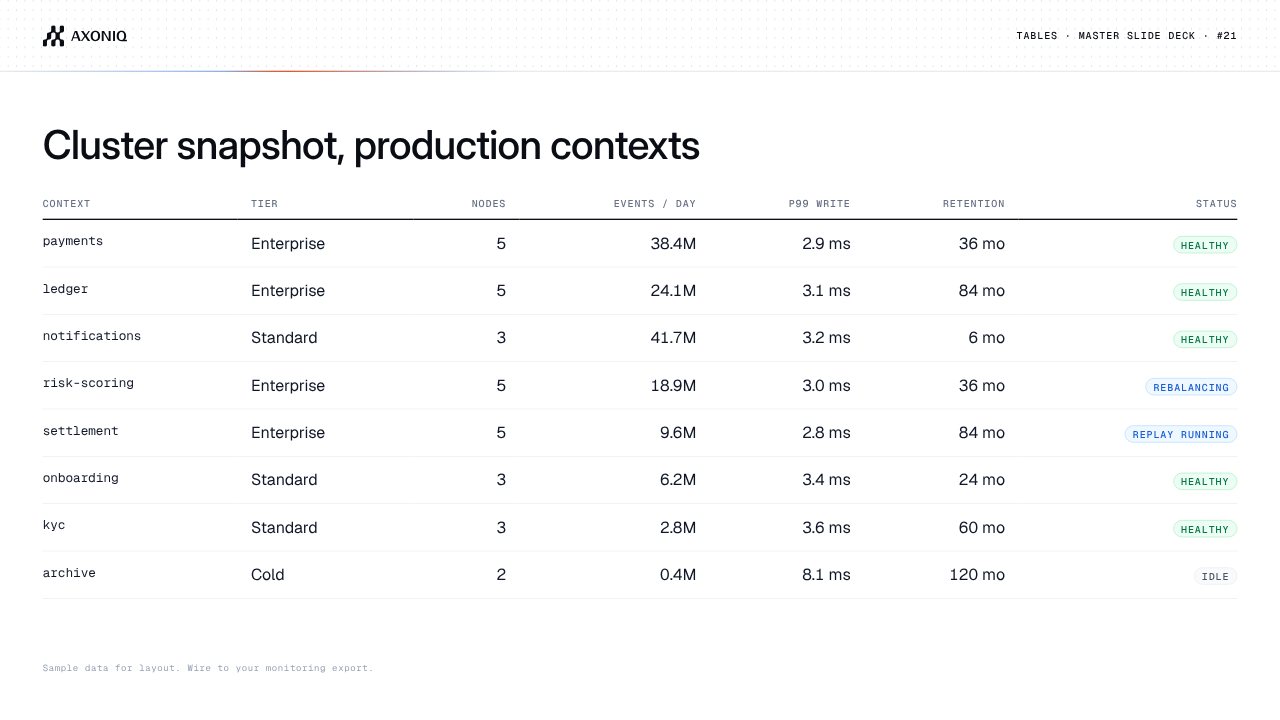 AXONIQ
TABLES · MASTER SLIDE DECK · #21
Cluster snapshot, production contexts
CONTEXT TIER NODES EVENTS / DAY P99 WRITE RETENTION STATUS
payments Enterprise 5 38.4M 2.9 ms 36 mo HEALTHY
ledger Enterprise 5 24.1M 3.1 ms 84 mo HEALTHY
notifications Standard 3 41.7M 3.2 ms 6 mo HEALTHY
risk-scoring Enterprise 5 18.9M 3.0 ms 36 mo REBALANCING
settlement Enterprise 5 9.6M 2.8 ms 84 mo REPLAY RUNNING
onboarding Standard 3 6.2M 3.4 ms 24 mo HEALTHY
kyc Standard 3 2.8M 3.6 ms 60 mo HEALTHY
archive Cold 2 0.4M 8.1 ms 120 mo IDLE
Sample data for layout. Wire to your monitoring export.